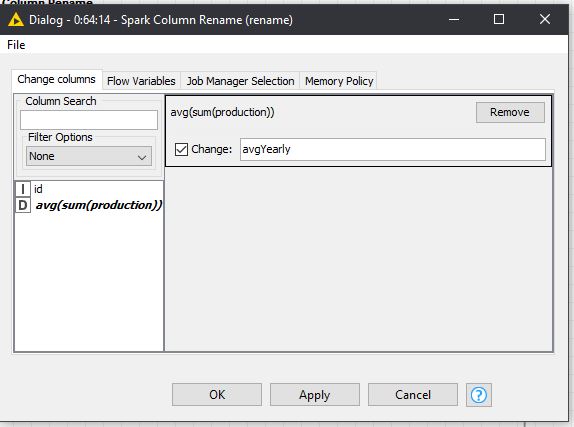 Column Rename
Dialog - 0:64:14 - Spark Column Rename (rename)
File
Change columns Flow Variables Job Manager Selection Memory Policy
Column Search
Filter Options
None
I id
D avg(sum(production))
avg(sum(production)) Remove
Change: avgYearly
OK Apply Cancel ?